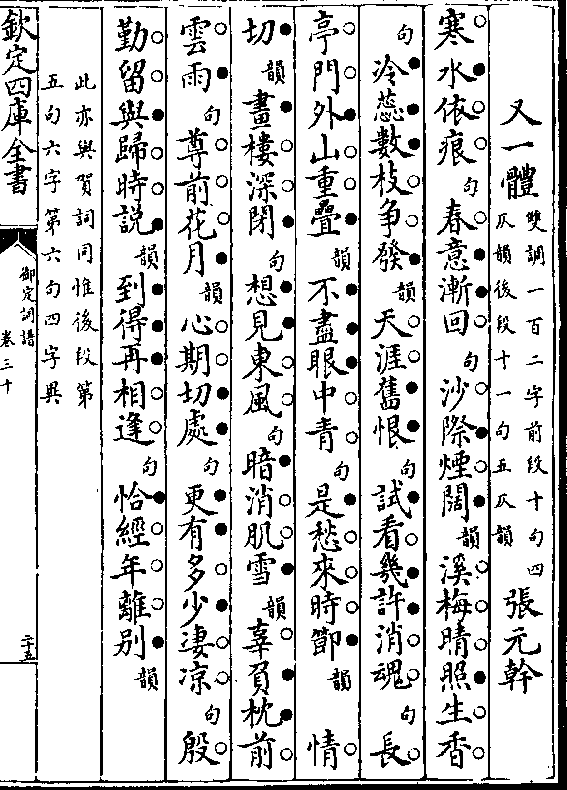 又一體 雙調一百二字前段十句四
仄韻後段十一句五仄韻 張元幹
寒水依痕句春意漸回句沙際煙闊韻溪梅晴照生香
句冷蕊數枝争發韻天涯舊恨句試看幾許消魂句長
亭門外山重疊韻不盡眼中青句是愁來時節韻 情
切韻畫樓深閉句想見東風句暗消肌雪韻辜負枕前
雲雨句尊前花月韻心期切處句更有多少淒涼句殷
勤留與歸時説韻到得再相逢句恰經年離別韻
此亦與賀詞同惟後段第
五句六字第六句四字異
欽定四庫全書
御定詞譜
卷三十
二十五